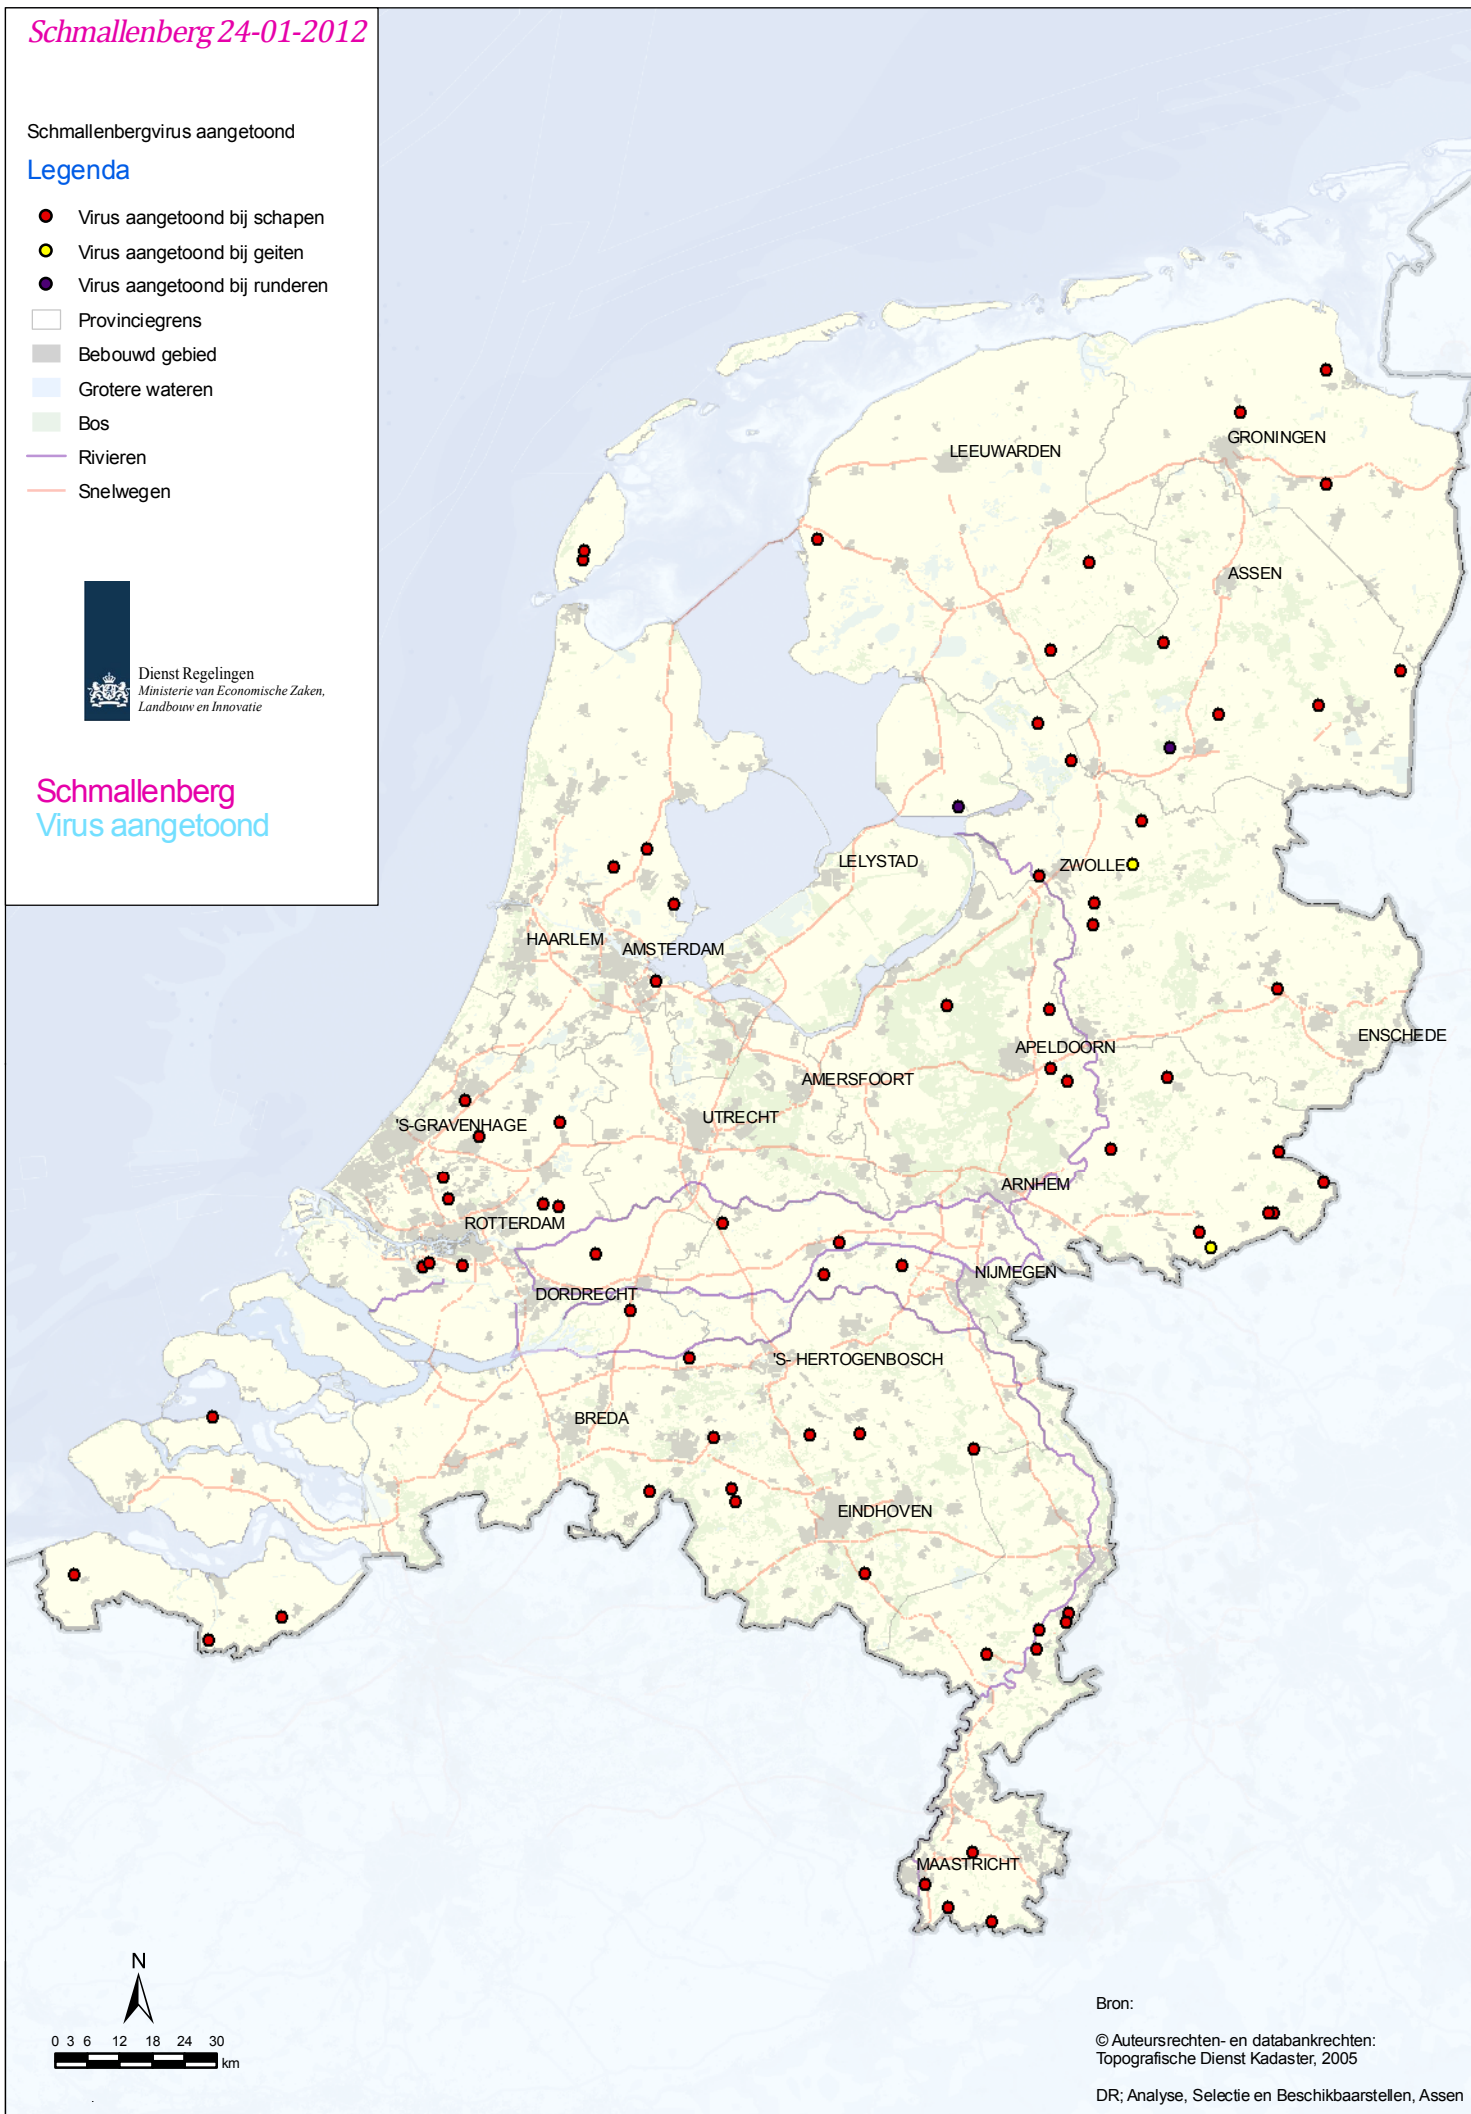 Schmallenberg 24-01-2012
Schmallenbergvirus aangetoond
Legenda
Virus aangetoond bij schapen
Virus aangetoond bij geiten
Virus aangetoond bij runderen
Provinciegrens
Bebouwd gebied
Grotere wateren
Bos
Rivieren
Snelwegen
Dienst Regelingen
Ministerie van Economische Zaken,
Landbouw en Innovatie
Schmallenberg
Virus aangetoond
GRONINGEN
LEEUWARDEN
ASSEN
LELYSTAD
ZWOLLE
HAARLEM
AMSTERDAM
ENSCHEDE
APELDOORN
AMERSFOORT
UTRECHT
'S-GRAVENHAGE
ARNHEM
ROTTERDAM
NIJMEGEN
DORDRECHT
'S- HERTOGENBOSCH
BREDA
EINDHOVEN
MAASTRICHT
N
0 3 6 12 18 24 30
km
Bron:
© Auteursrechten- en databankrechten:
Topografische Dienst Kadaster, 2005
DR; Analyse, Selectie en Beschikbaarstellen, Assen